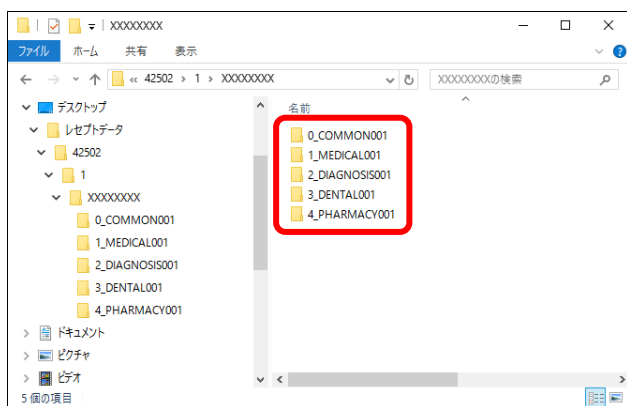 XXXXXXXX
ファイル ホーム 共有 表示
« 42502 › 1 › XXXXXXXX
XXXXXXXXの検索
デスクトップ
レセプトデータ
42502
1
XXXXXXXX
0_COMMON001
1_MEDICAL001
2_DIAGNOSIS001
3_DENTAL001
4_PHARMACY001
ドキュメント
ピクチャ
ビデオ
名前
0_COMMON001
1_MEDICAL001
2_DIAGNOSIS001
3_DENTAL001
4_PHARMACY001
5 個の項目